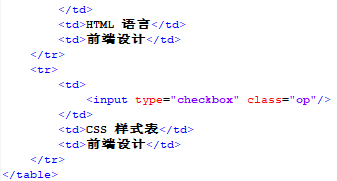 </td>
<td>HTML 语言</td>
<td>前端设计</td>
</tr>
<tr>
<td>
<input type="checkbox" class="op"/>
</td>
<td>CSS 样式表</td>
<td>前端设计</td>
</tr>
</table>